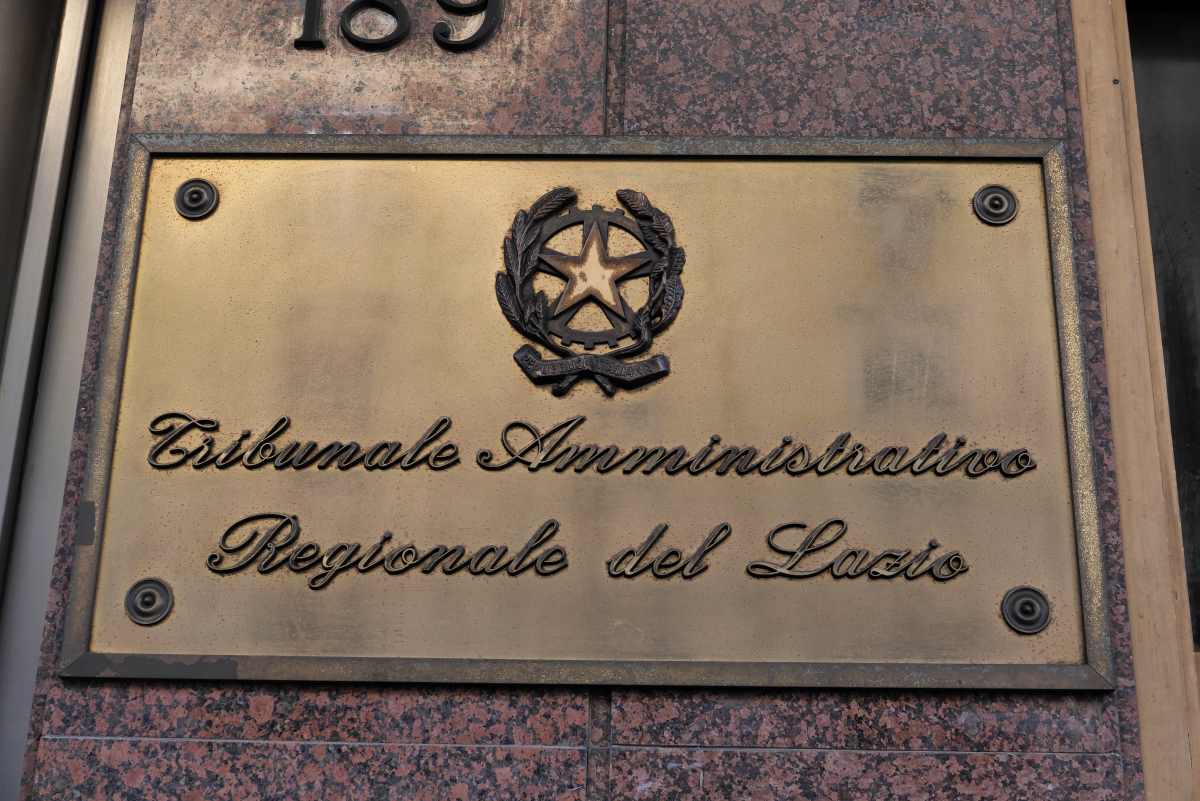 189
Tribunale Amministrativo
Regionale del Lazio